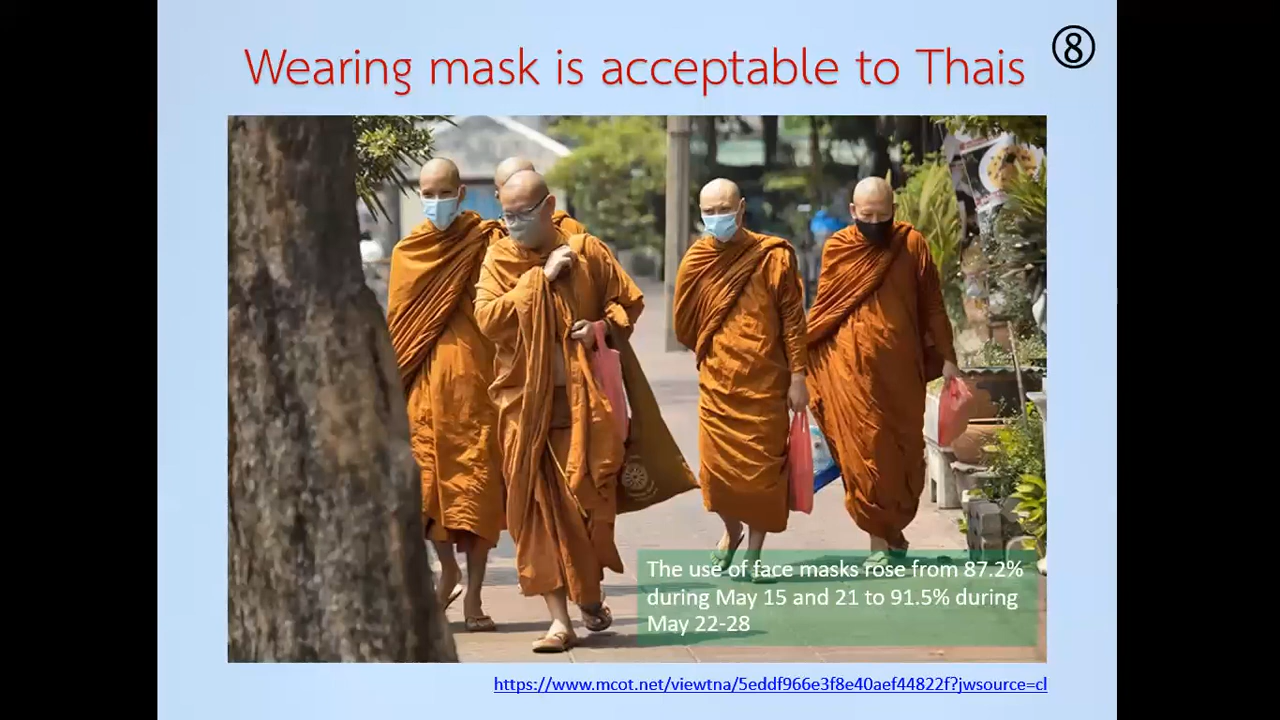 Wearing mask is acceptable to Thais
⑧
The use of face masks rose from 87.2%
during May 15 and 21 to 91.5% during
May 22-28
https://www.mcot.net/viewtna/5eddf966e3f8e40aef44822f?jwsource=cl